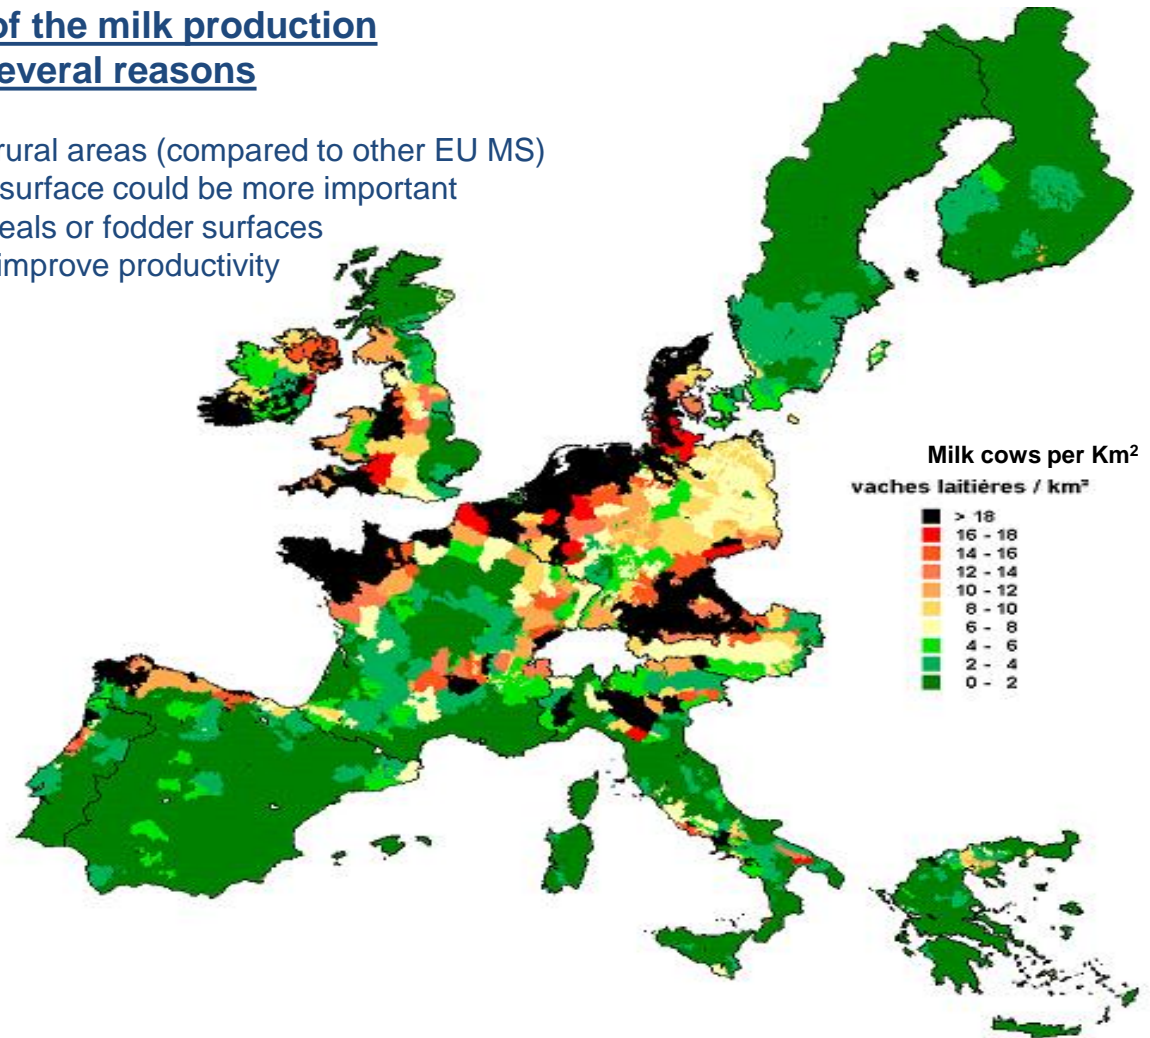 of the milk production
everal reasons
rural areas (compared to other EU MS)
surface could be more important
eals or fodder surfaces
improve productivity
Milk cows per Km²
vaches laitiéres / km²
> 18
16 - 18
14 - 16
12 - 14
10 - 12
8 - 10
6 - 8
4 - 6
2 - 4
0 - 2